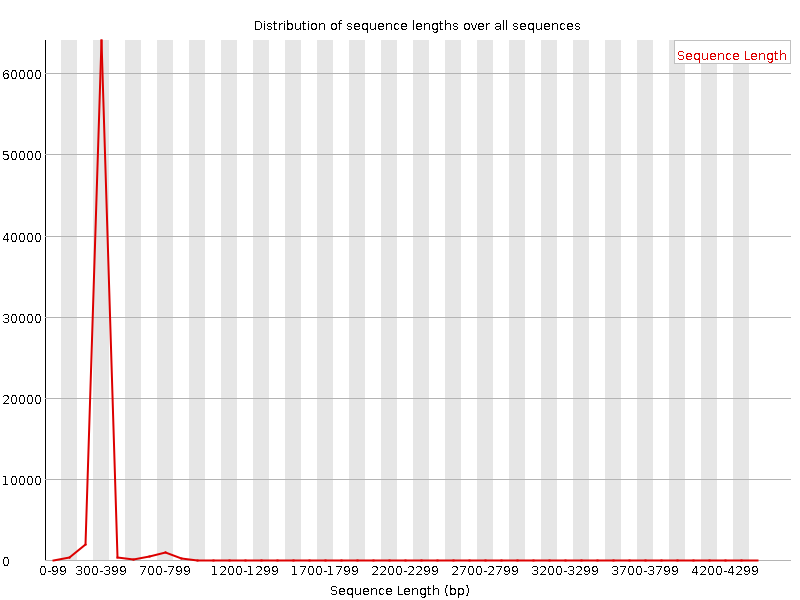 Distribution of sequence lengths over all sequences
Sequence Length
60000
50000
40000
30000
20000
10000
0
0-99 300-399 700-799 1200-1299 1700-1799 2200-2299 2700-2799 3200-3299 3700-3799 4200-4299
Sequence Length (bp)